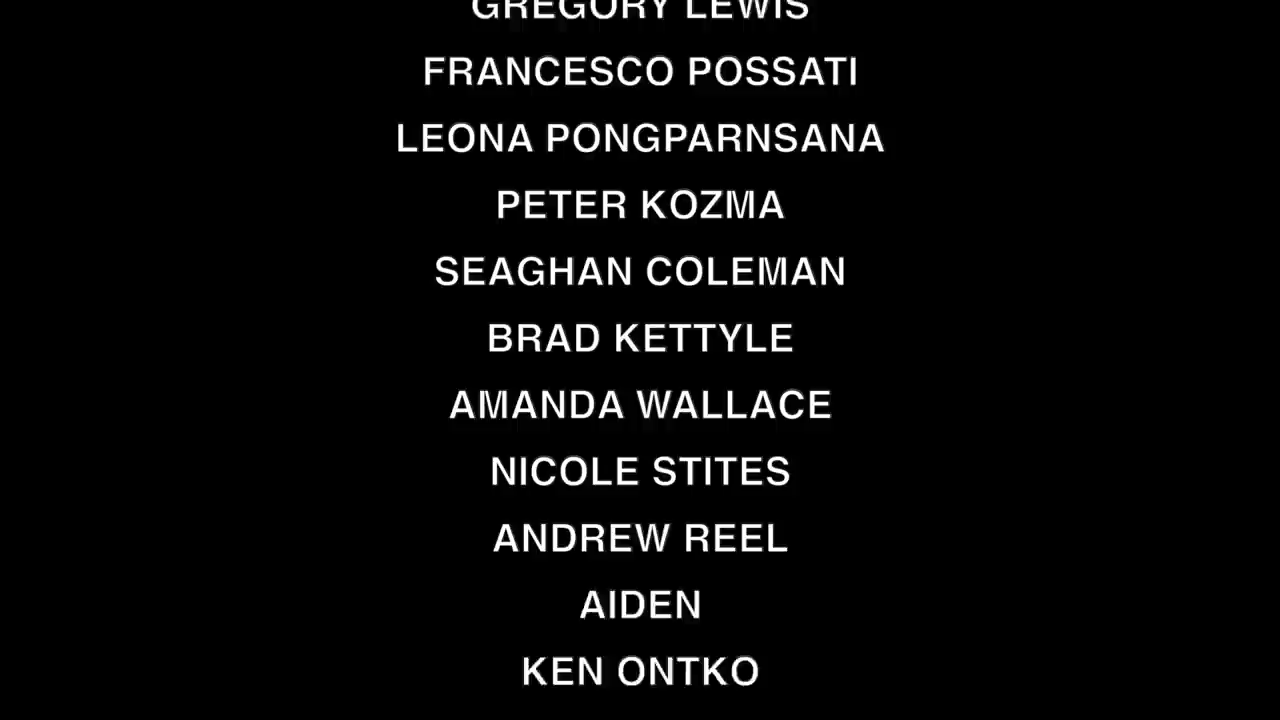 GREGORY LEWIS
FRANCESCO POSSATI
LEONA PONGPARNSANA
PETER KOZMA
SEAGHAN COLEMAN
BRAD KETTYLE
AMANDA WALLACE
NICOLE STITES
ANDREW REEL
AIDEN
KEN ONTKO